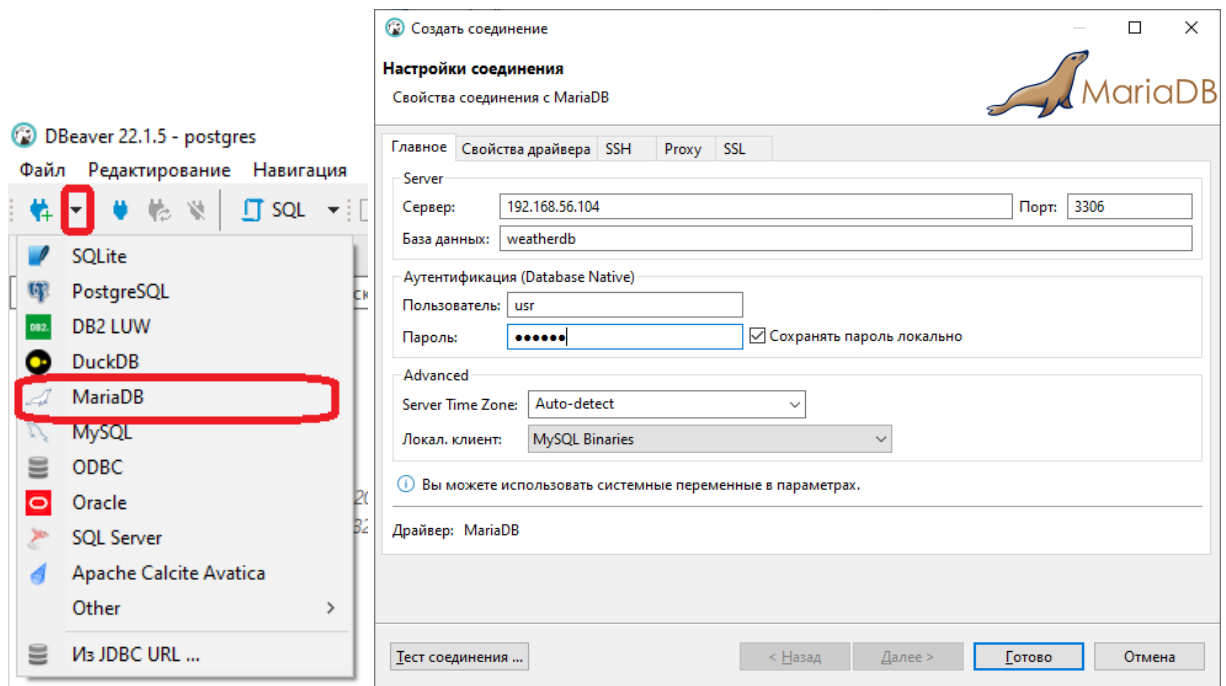 DBeaver 22.1.5 - postgres
Файл Редактирование Навигация
SQL
SQLite
PostgreSQL
DB2 LUW
DuckDB
MariaDB
MySQL
ODBC
Oracle
SQL Server
Apache Calcite Avatica
Other
Из JDBC URL ...
Создать соединение
Настройки соединения
Свойства соединения с MariaDB
MariaDB
Главное Свойства драйвера SSH Proxy SSL
Server
Сервер: 192.168.56.104 Порт: 3306
База данных: weatherdb
Аутентификация (Database Native)
Пользователь: usr
Пароль: ●●●●●● Сохранять пароль локально
Advanced
Server Time Zone: Auto-detect
Локал. клиент: MySQL Binaries
Вы можете использовать системные переменные в параметрах.
Драйвер: MariaDB
Тест соединения ... < Назад Далее > Готово Отмена